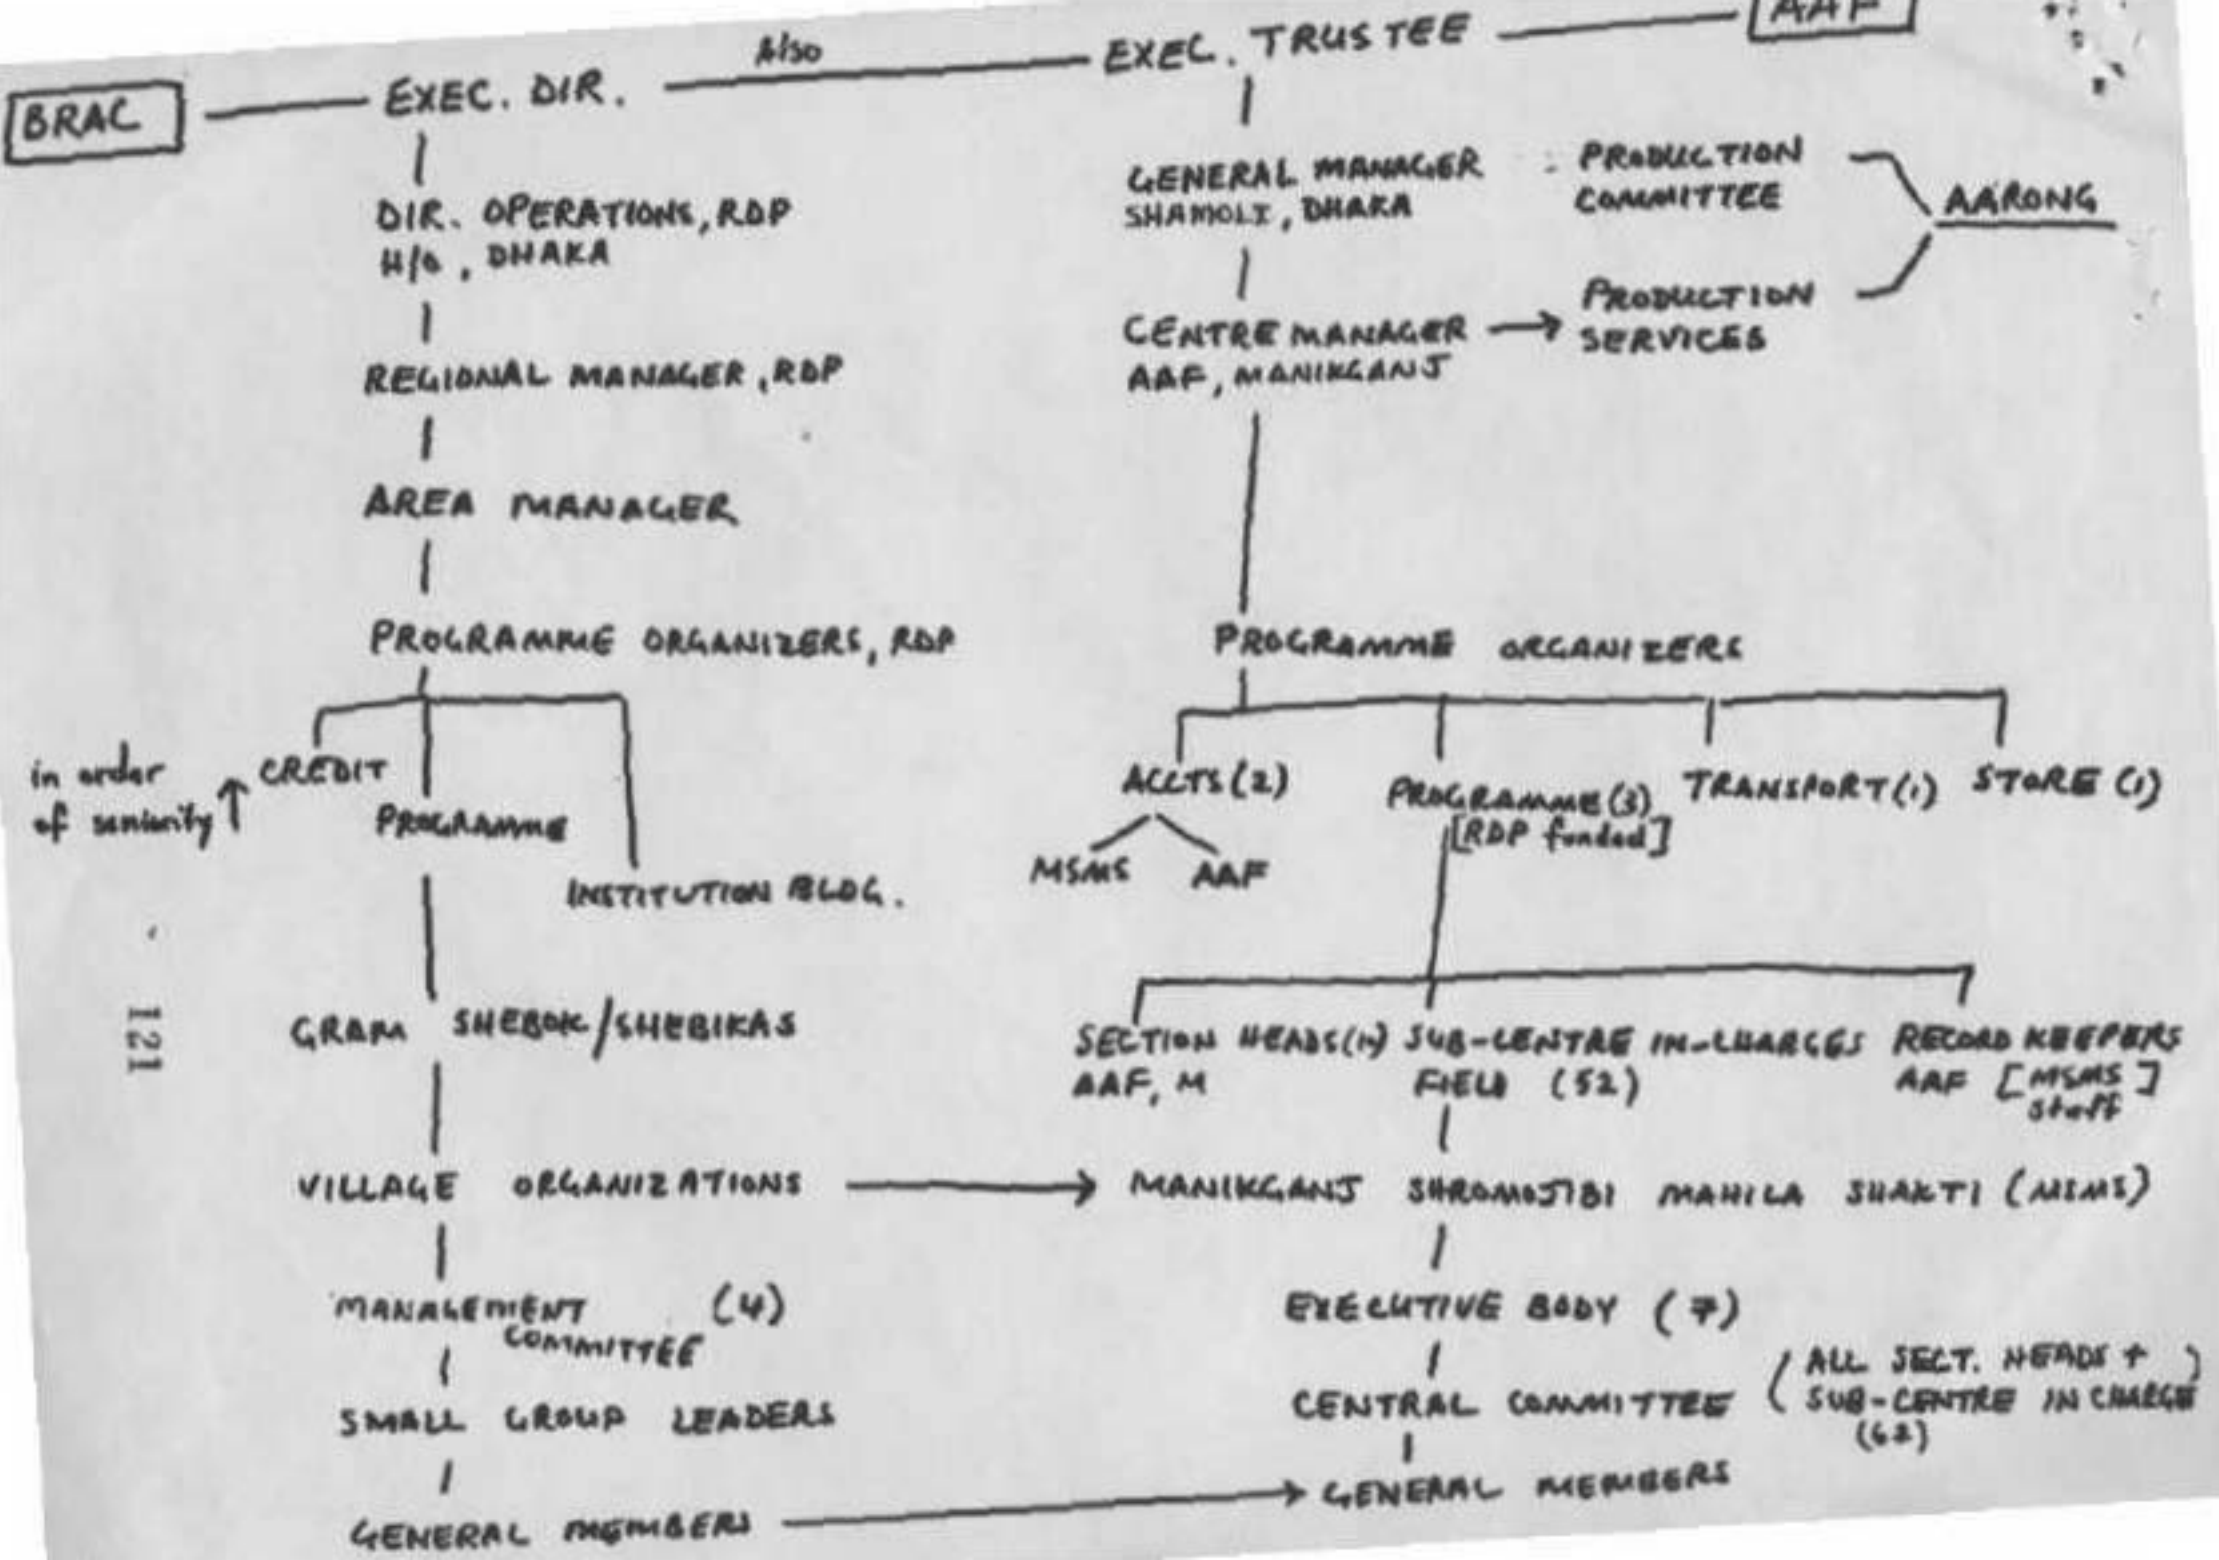 AAF
Also
EXEC. TRUSTEE
BRAC
EXEC. DIR.
GENERAL MANAGER
SHAMOLI, DHAKA
PRODUCTION
COMMITTEE
AARONG
DIR. OPERATIONS, RDP
H/O, DHAKA
CENTRE MANAGER
AAF, MANIKGANJ
PRODUCTION
SERVICES
REGIONAL MANAGER, RDP
AREA MANAGER
PROGRAMME ORGANIZERS, RDP
PROGRAMME ORGANIZERS
in order
of seniority
CREDIT
PROGRAMME
INSTITUTION BLDG.
ACCTS (2)
MSMS AAF
PROGRAMME (3)
[RDP funded]
TRANSPORT (1)
STORE (1)
121
GRAM SHEBOK/SHEBIKAS
SECTION HEADS
AAF, M
SUB-CENTRE IN-CHARGES
FIELD (52)
RECORD KEEPERS
AAF [MSMS
staff]
VILLAGE ORGANIZATIONS
MANIKGANJ SHROMOJIBI MAHILA SHAKTI (MSMS)
MANAGEMENT (4)
COMMITTEE
EXECUTIVE BODY (7)
SMALL GROUP LEADERS
CENTRAL COMMITTEE
(ALL SECT. HEADS +
SUB-CENTRE IN CHARGE)
(62)
GENERAL MEMBERS
GENERAL MEMBERS